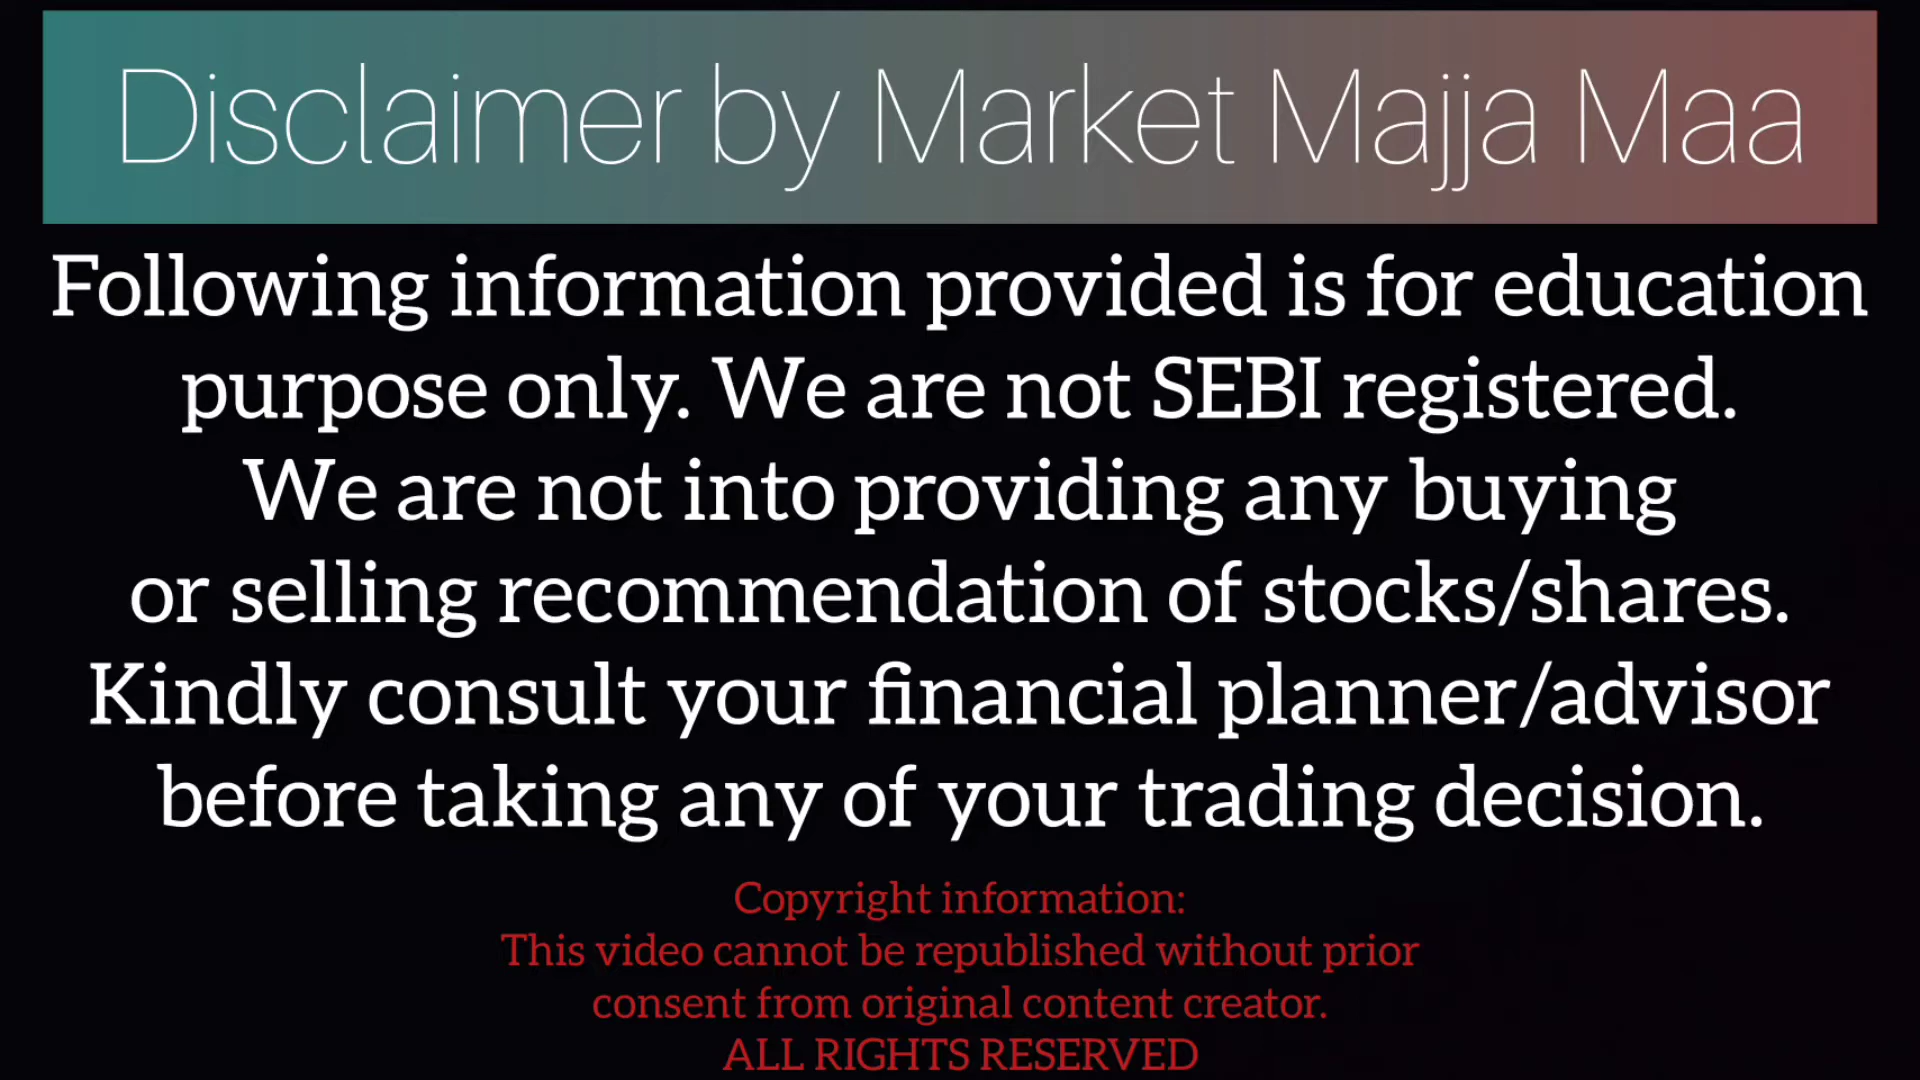 Disclaimer by Market Majja Maa
Following information provided is for education
purpose only. We are not SEBI registered.
We are not into providing any buying
or selling recommendation of stocks/shares.
Kindly consult your financial planner/advisor
before taking any of your trading decision.
Copyright information:
This video cannot be republished without prior
consent from original content creator.
ALL RIGHTS RESERVED